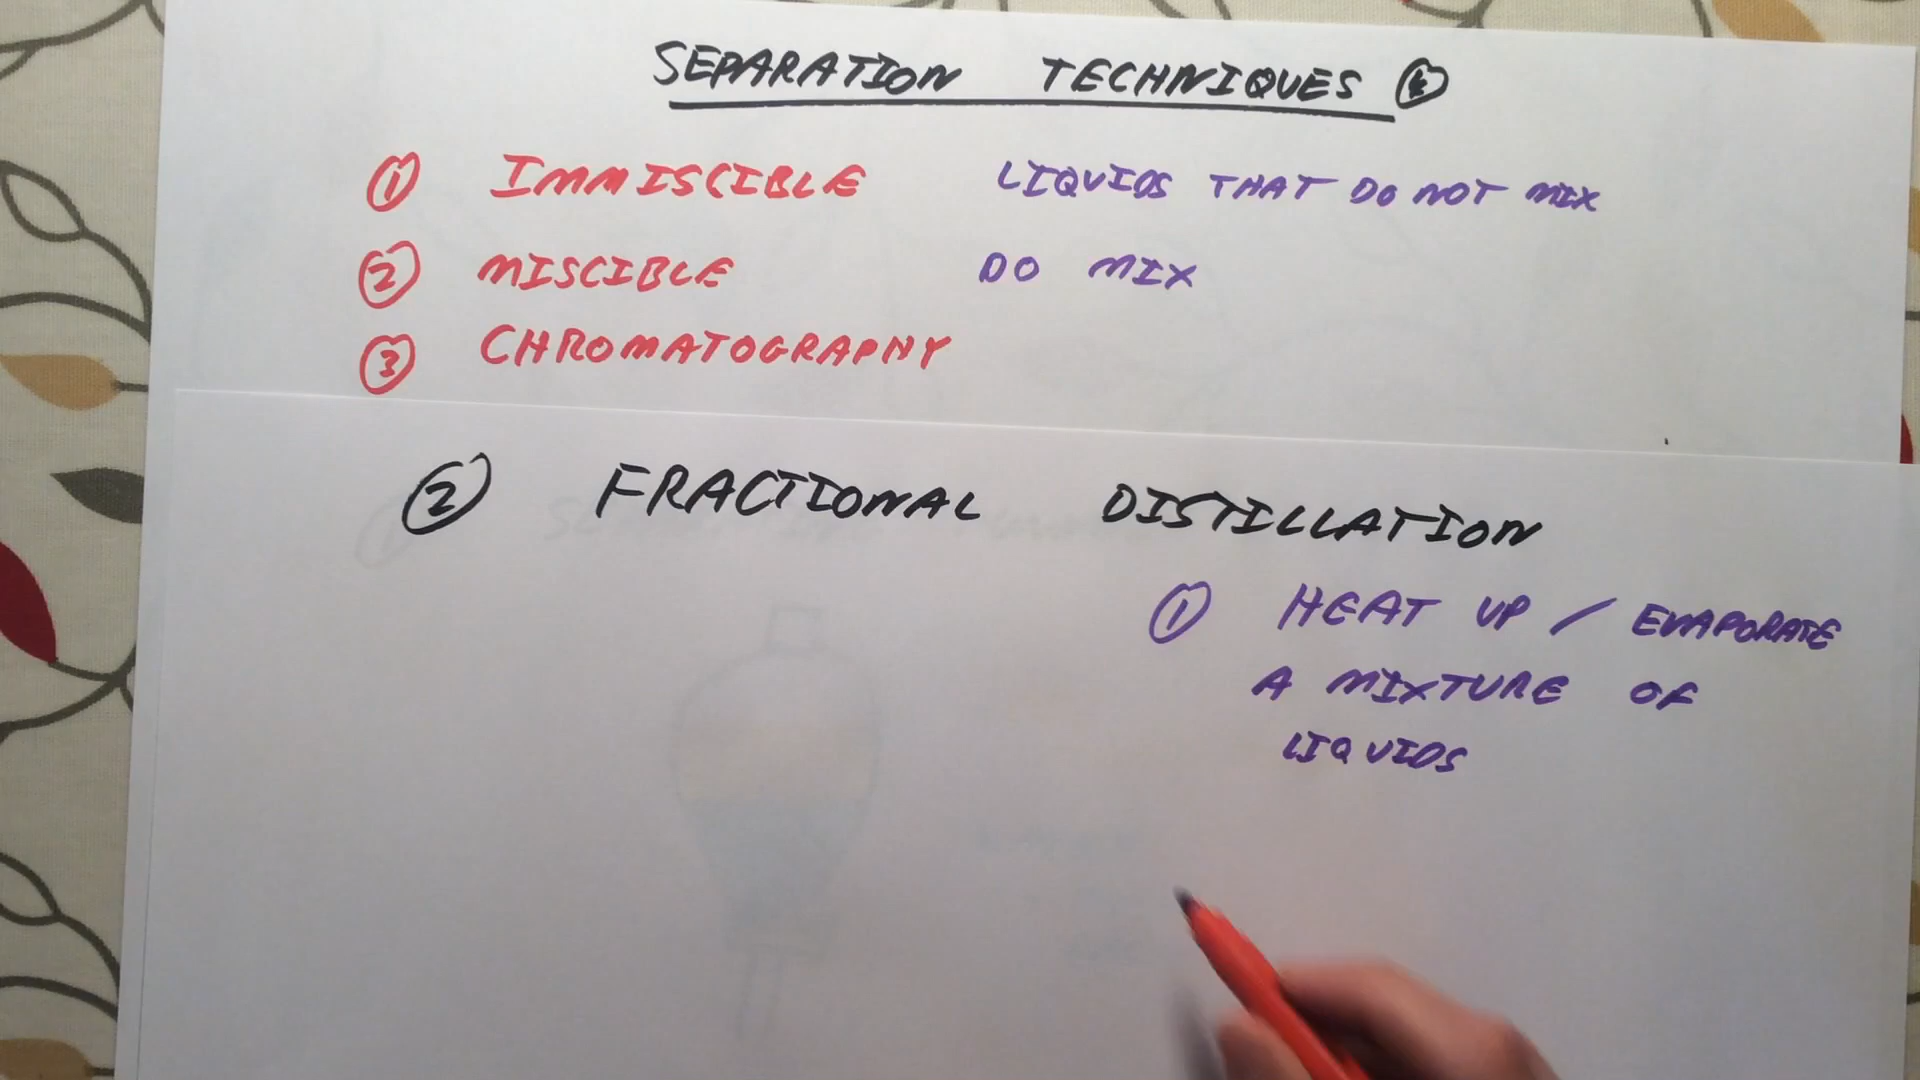 SEPARATION TECHNIQUES
① IMMISCIBLE LIQUIDS THAT DO NOT MIX
② MISCIBLE DO MIX
③ CHROMATOGRAPHY
② FRACTIONAL DISTILLATION
① HEAT UP / EVAPORATE
A MIXTURE OF
LIQUIDS